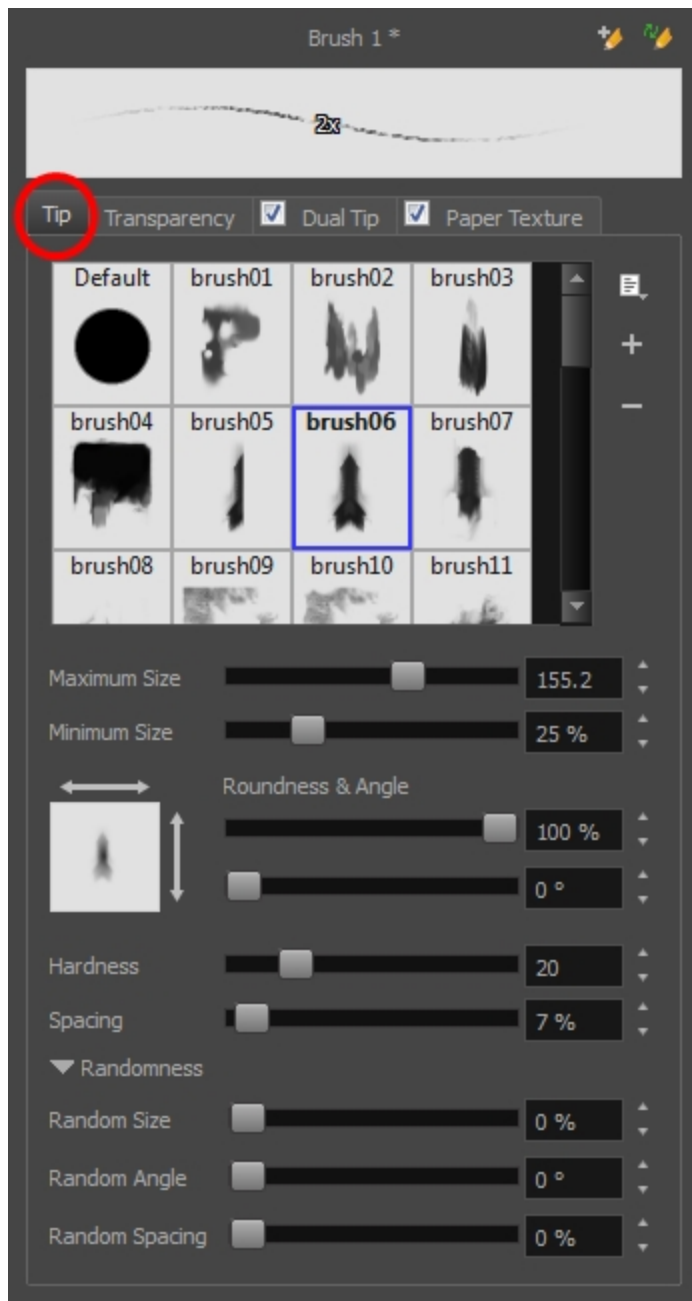 Brush 1 *
2x
Tip Transparency Dual Tip Paper Texture
Default brush01 brush02 brush03
brush04 brush05 brush06 brush07
brush08 brush09 brush10 brush11
Maximum Size 155.2
Minimum Size 25 %
Roundness & Angle
100 %
0 °
Hardness 20
Spacing 7 %
Randomness
Random Size 0 %
Random Angle 0 °
Random Spacing 0 %